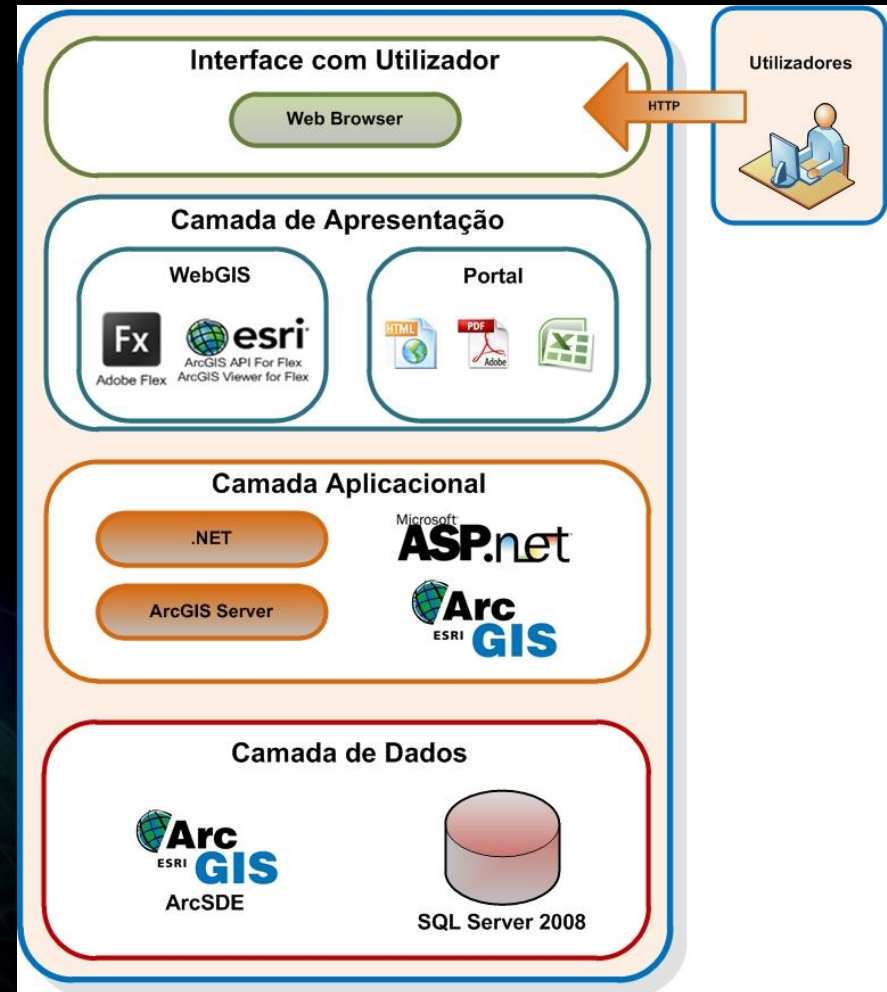 Interface com Utilizador
Web Browser
HTTP
Utilizadores
Camada de Apresentação
WebGIS
Fx
Adobe Flex
esri
ArcGIS API For Flex
ArcGIS Viewer for Flex
Portal
HTML
PDF
Adobe
Camada Aplicacional
.NET
Microsoft
ASP.net
ArcGIS Server
Arc
ESRI GIS
Camada de Dados
Arc
ESRI GIS
ArcSDE
SQL Server 2008